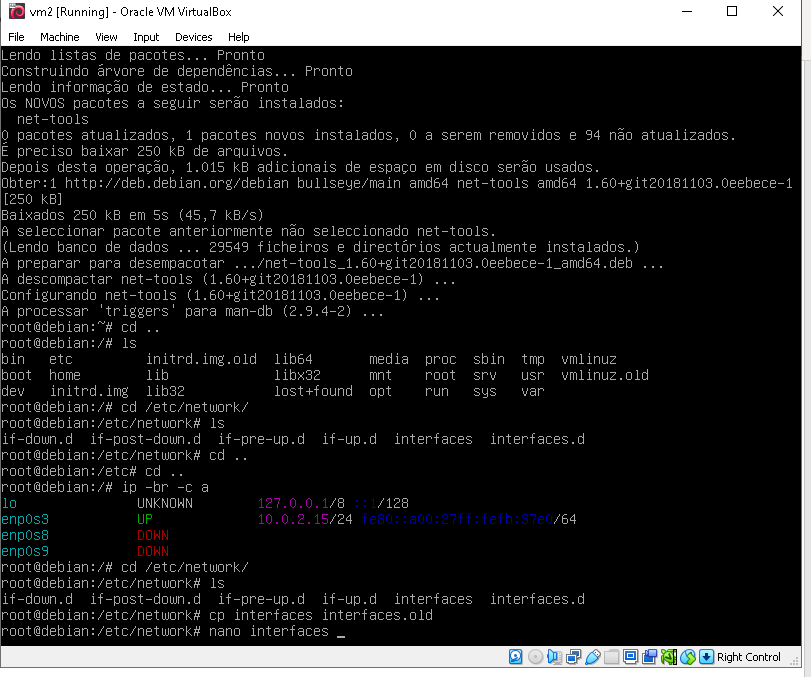 vm2 [Running] - Oracle VM VirtualBox
File Machine View Input Devices Help
Lendo listas de pacotes... Pronto
Construindo árvore de dependências... Pronto
Lendo informação de estado... Pronto
Os NOVOS pacotes a seguir serão instalados:
  net-tools
0 pacotes atualizados, 1 pacotes novos instalados, 0 a serem removidos e 94 não atualizados.
É preciso baixar 250 kB de arquivos.
Depois desta operação, 1.015 kB adicionais de espaço em disco serão usados.
Obter:1 http://deb.debian.org/debian bullseye/main amd64 net-tools amd64 1.60+git20181103.0eebece-1
[250 kB]
Baixados 250 kB em 5s (45,7 kB/s)
A seleccionar pacote anteriormente não seleccionado net-tools.
(Lendo banco de dados ... 29549 ficheiros e directórios actualmente instalados.)
A preparar para desempacotar .../net-tools_1.60+git20181103.0eebece-1_amd64.deb ...
A descompactar net-tools (1.60+git20181103.0eebece-1) ...
Configurando net-tools (1.60+git20181103.0eebece-1) ...
A processar 'triggers' para man-db (2.9.4-2) ...
root@debian:~# cd ..
root@debian:/# ls
bin   etc         initrd.img.old  lib64       media  proc  sbin  tmp  vmlinuz
boot  home        lib             libx32      mnt    root  srv   usr  vmlinuz.old
dev   initrd.img  lib32           lost+found  opt    run   sys   var
root@debian:/# cd /etc/network/
root@debian:/etc/network# ls
if-down.d  if-post-down.d  if-pre-up.d  if-up.d  interfaces  interfaces.d
root@debian:/etc/network# cd ..
root@debian:/etc# cd ..
root@debian:/# ip -br -c a
lo               UNKNOWN        127.0.0.1/8 ::1/128
enp0s3           UP             10.0.2.15/24 fe80::a00:27ff:fefb:37e0/64
enp0s8           DOWN
enp0s9           DOWN
root@debian:/# cd /etc/network/
root@debian:/etc/network# ls
if-down.d  if-post-down.d  if-pre-up.d  if-up.d  interfaces  interfaces.d
root@debian:/etc/network# cp interfaces interfaces.old
root@debian:/etc/network# nano interfaces _
Right Control